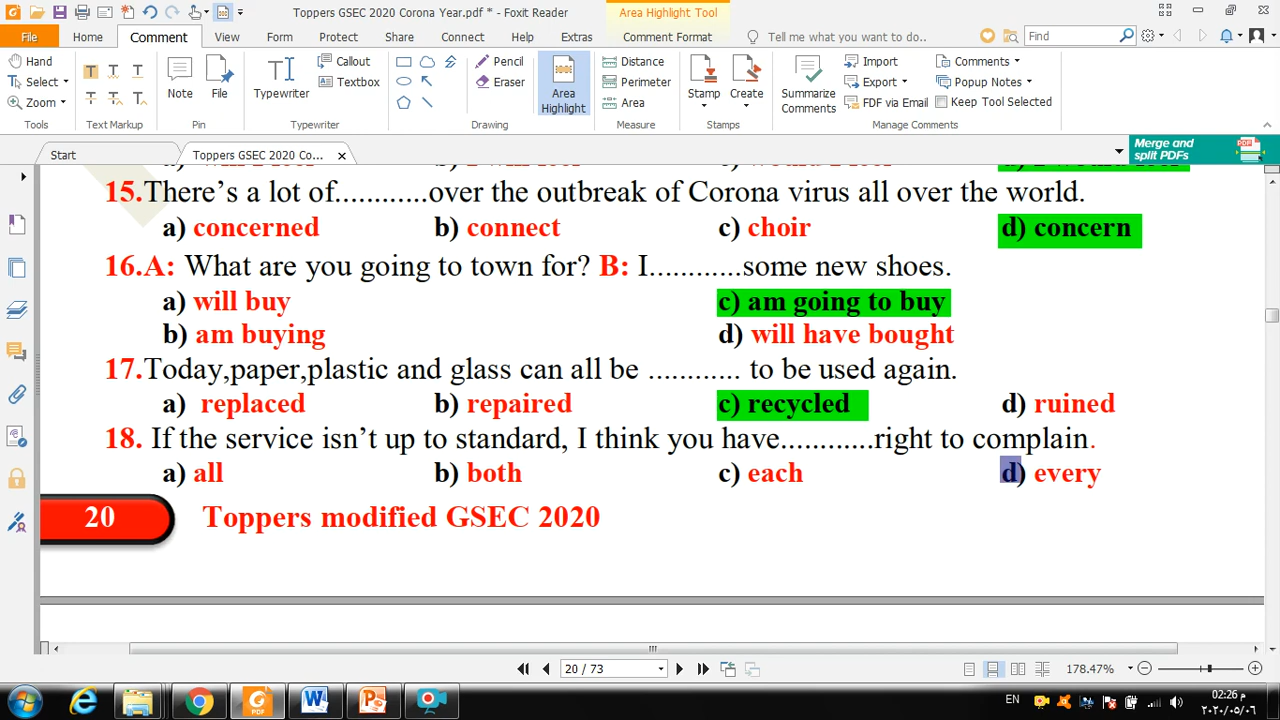 Toppers GSEC 2020 Corona Year.pdf * - Foxit Reader
Area Highlight Tool
File Home Comment View Form Protect Share Connect Help Extras Comment Format Tell me what you want to do.. Find
Hand
Select
Zoom
Tools
Text Markup
Note
File
Pin
Typewriter
Callout
Textbox
Typewriter
Pencil
Eraser
Drawing
Area Highlight
Distance
Perimeter
Area
Measure
Stamp
Create
Stamps
Summarize Comments
Import
Export
FDF via Email
Comments
Popup Notes
Keep Tool Selected
Manage Comments
Start
Toppers GSEC 2020 Co...
Merge and split PDFs
15.There’s a lot of............over the outbreak of Corona virus all over the world.
a) concerned b) connect c) choir d) concern
16.A: What are you going to town for? B: I............some new shoes.
a) will buy c) am going to buy
b) am buying d) will have bought
17.Today,paper,plastic and glass can all be ............ to be used again.
a) replaced b) repaired c) recycled d) ruined
18. If the service isn’t up to standard, I think you have............right to complain.
a) all b) both c) each d) every
20 Toppers modified GSEC 2020
20 / 73
178.47%
EN
02:26 م
٢٠٢٠/٠٥/٠٦